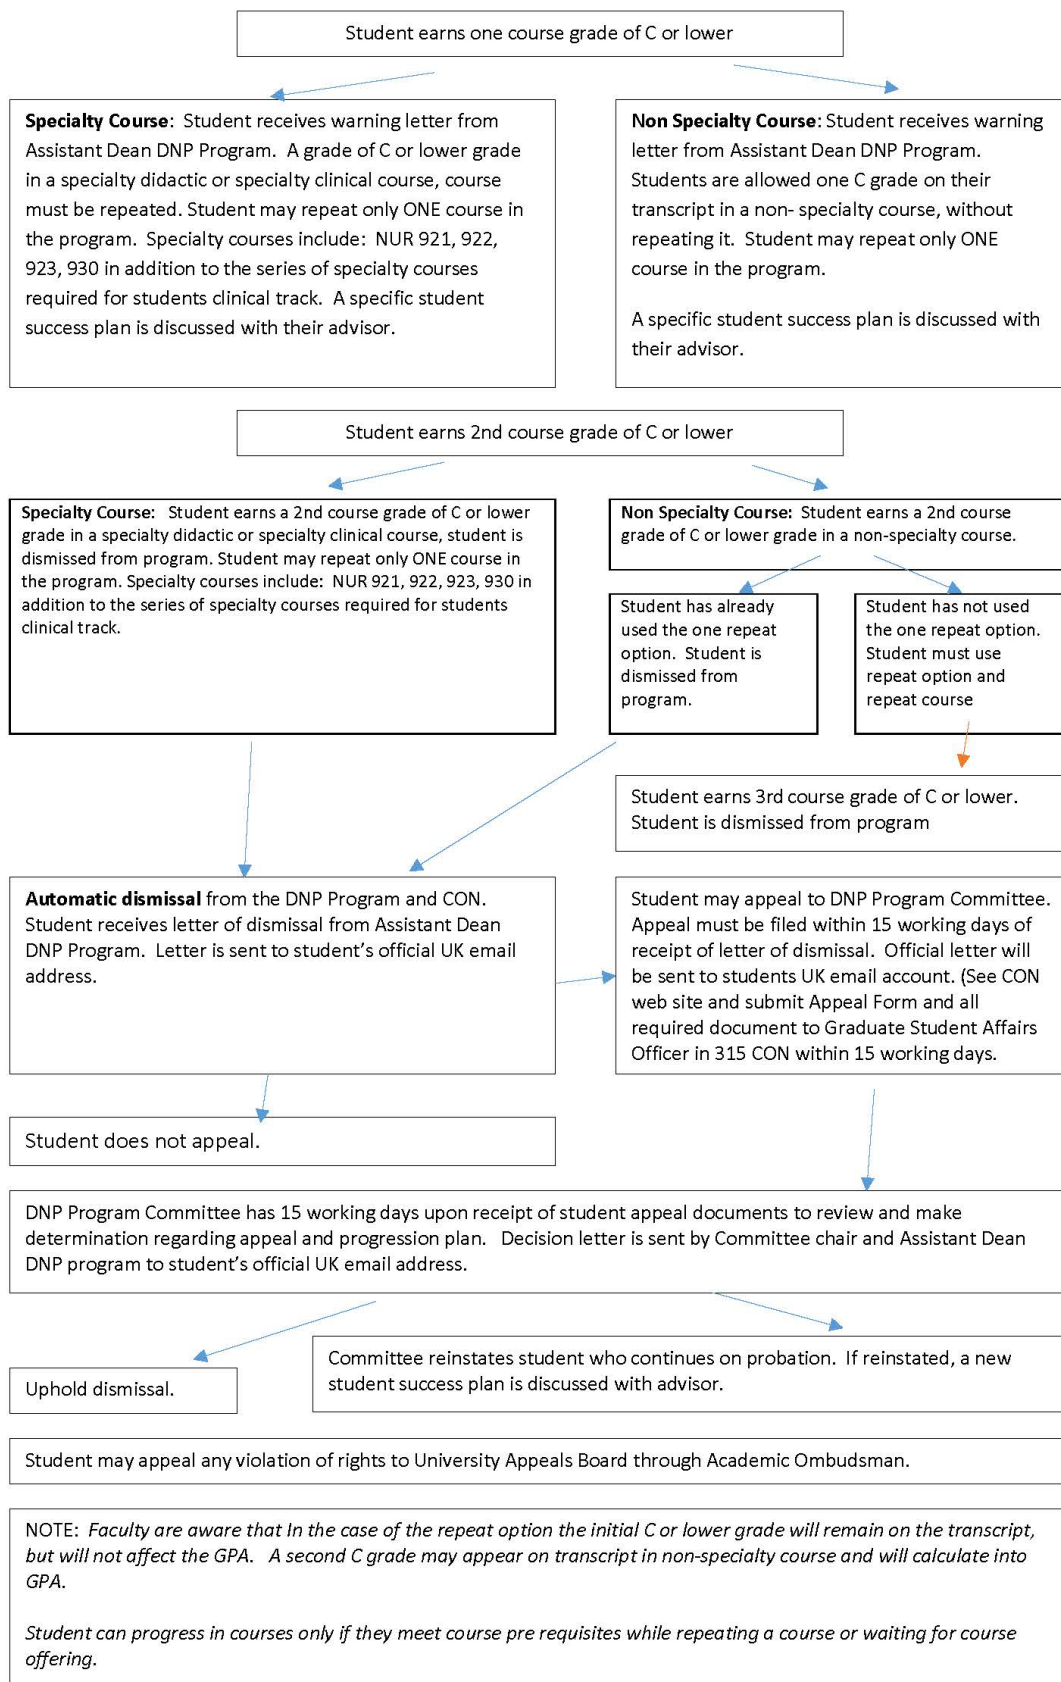 Student earns one course grade of C or lower
Specialty Course:  Student receives warning letter from
Assistant Dean DNP Program.  A grade of C or lower grade
in a specialty didactic or specialty clinical course, course
must be repeated. Student may repeat only ONE course in
the program.  Specialty courses include:  NUR 921, 922,
923, 930 in addition to the series of specialty courses
required for students clinical track.  A specific student
success plan is discussed with their advisor.
Non Specialty Course: Student receives warning
letter from Assistant Dean DNP Program.
Students are allowed one C grade on their
transcript in a non- specialty course, without
repeating it.  Student may repeat only ONE
course in the program.
A specific student success plan is discussed with
their advisor.
Student earns 2nd course grade of C or lower
Specialty Course:   Student earns a 2nd course grade of C or lower
grade in a specialty didactic or specialty clinical course, student is
dismissed from program. Student may repeat only ONE course in
the program. Specialty courses include:  NUR 921, 922, 923, 930 in
addition to the series of specialty courses required for students
clinical track.
Non Specialty Course:  Student earns a 2nd course
grade of C or lower grade in a non-specialty course.
Student has already
used the one repeat
option.  Student is
dismissed from
program.
Student has not used
the one repeat option.
Student must use
repeat option and
repeat course
Student earns 3rd course grade of C or lower.
Student is dismissed from program
Automatic dismissal from the DNP Program and CON.
Student receives letter of dismissal from Assistant Dean
DNP Program.  Letter is sent to student's official UK email
address.
Student may appeal to DNP Program Committee.
Appeal must be filed within 15 working days of
receipt of letter of dismissal.  Official letter will
be sent to students UK email account. (See CON
web site and submit Appeal Form and all
required document to Graduate Student Affairs
Officer in 315 CON within 15 working days.
Student does not appeal.
DNP Program Committee has 15 working days upon receipt of student appeal documents to review and make
determination regarding appeal and progression plan.   Decision letter is sent by Committee chair and Assistant Dean
DNP program to student's official UK email address.
Uphold dismissal.
Committee reinstates student who continues on probation.  If reinstated, a new
student success plan is discussed with advisor.
Student may appeal any violation of rights to University Appeals Board through Academic Ombudsman.
NOTE:  Faculty are aware that In the case of the repeat option the initial C or lower grade will remain on the transcript,
but will not affect the GPA.   A second C grade may appear on transcript in non-specialty course and will calculate into
GPA.
Student can progress in courses only if they meet course pre requisites while repeating a course or waiting for course
offering.